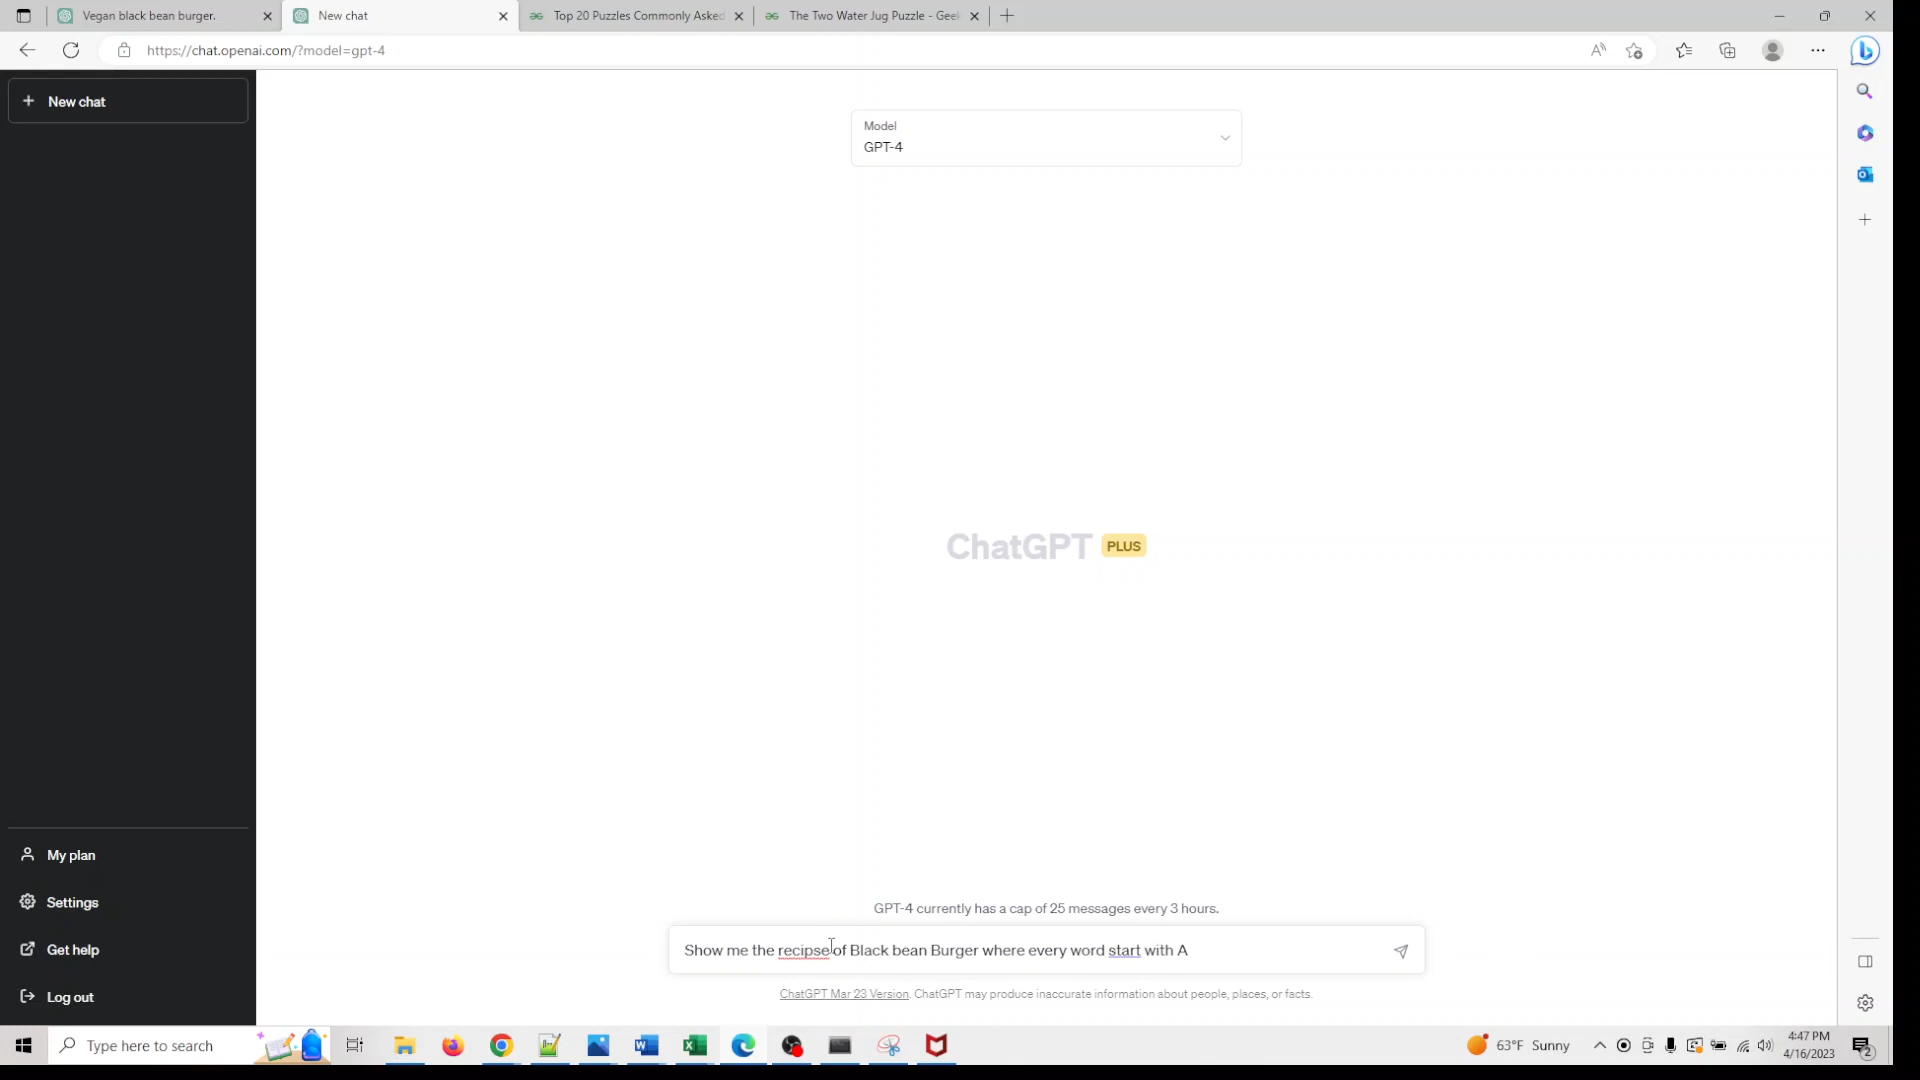 Vegan black bean burger.
New chat
Top 20 Puzzles Commonly Asked
The Two Water Jug Puzzle - Geek
https://chat.openai.com/?model=gpt-4
New chat
Model
GPT-4
ChatGPT PLUS
My plan
Settings
Get help
Log out
GPT-4 currently has a cap of 25 messages every 3 hours.
Show me the recipse of Black bean Burger where every word start with A
ChatGPT Mar 23 Version. ChatGPT may produce inaccurate information about people, places, or facts.
Type here to search
63°F Sunny
4:47 PM
4/16/2023
2